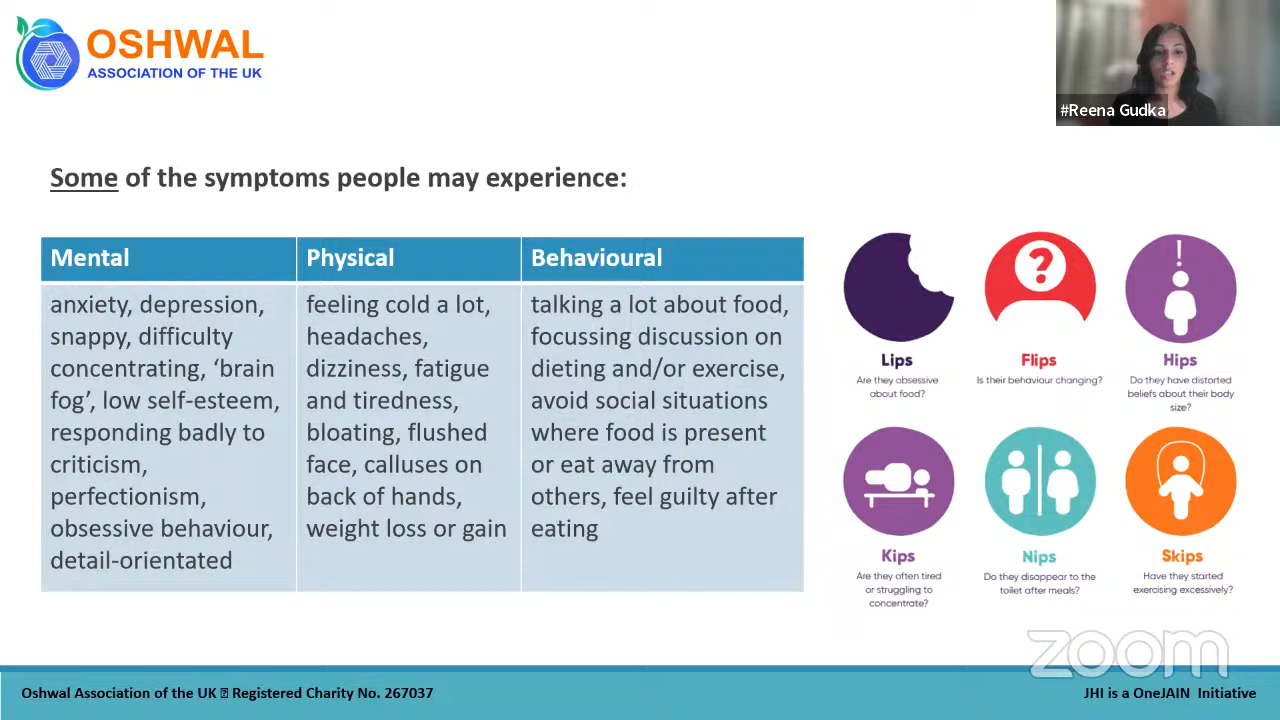 OSHWAL
ASSOCIATION OF THE UK
#Reena Gudka
Some of the symptoms people may experience:
Mental
anxiety, depression,
snappy, difficulty
concentrating, ‘brain
fog’, low self-esteem,
responding badly to
criticism,
perfectionism,
obsessive behaviour,
detail-orientated
Physical
feeling cold a lot,
headaches,
dizziness, fatigue
and tiredness,
bloating, flushed
face, calluses on
back of hands,
weight loss or gain
Behavioural
talking a lot about food,
focussing discussion on
dieting and/or exercise,
avoid social situations
where food is present
or eat away from
others, feel guilty after
eating
Lips
Are they obsessive
about food?
?
Flips
Is their behaviour changing?
!
Hips
Do they have distorted
beliefs about their body
size?
Kips
Are they often tired
or struggling to
concentrate?
Nips
Do they disappear to the
toilet after meals?
Skips
Have they started
exercising excessively?
zoom
Oshwal Association of the UK Registered Charity No. 267037
JHI is a OneJAIN Initiative